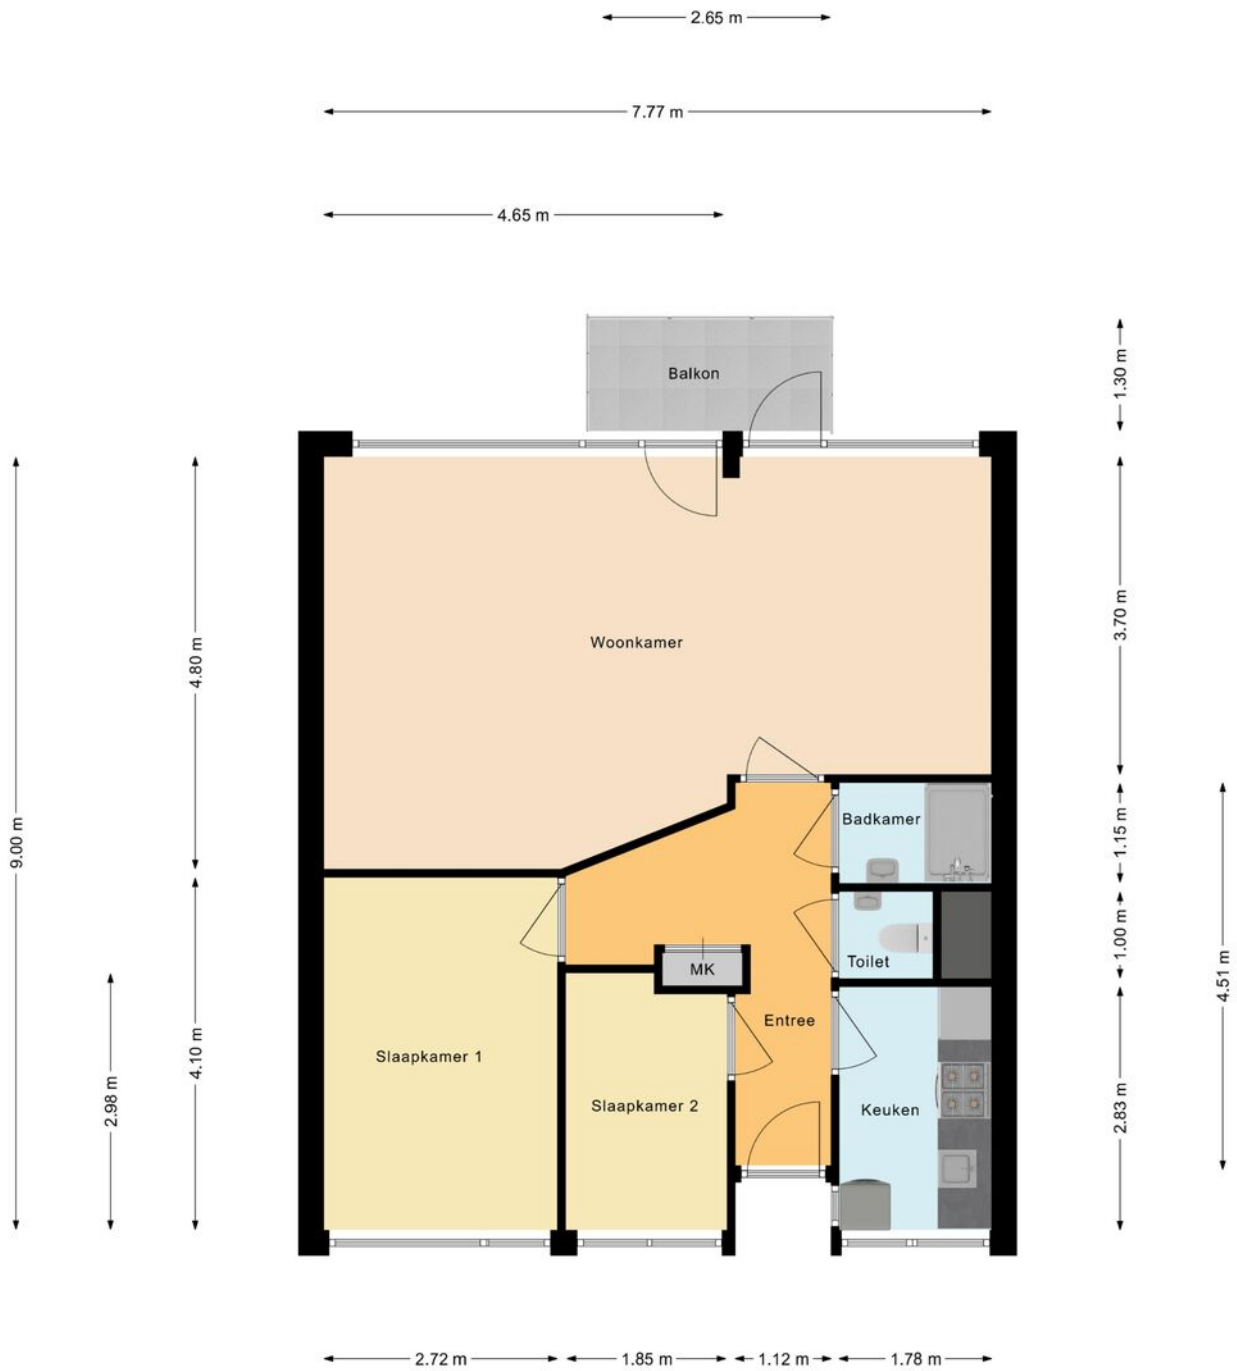 2.65 m
7.77 m
4.65 m
Balkon
1.30 m
Woonkamer
3.70 m
4.80 m
9.00 m
Badkamer
1.15 m
1.00 m
Toilet
MK
4.51 m
Entree
Slaapkamer 1
4.10 m
2.98 m
Slaapkamer 2
Keuken
2.83 m
2.72 m
1.85 m
1.12 m
1.78 m